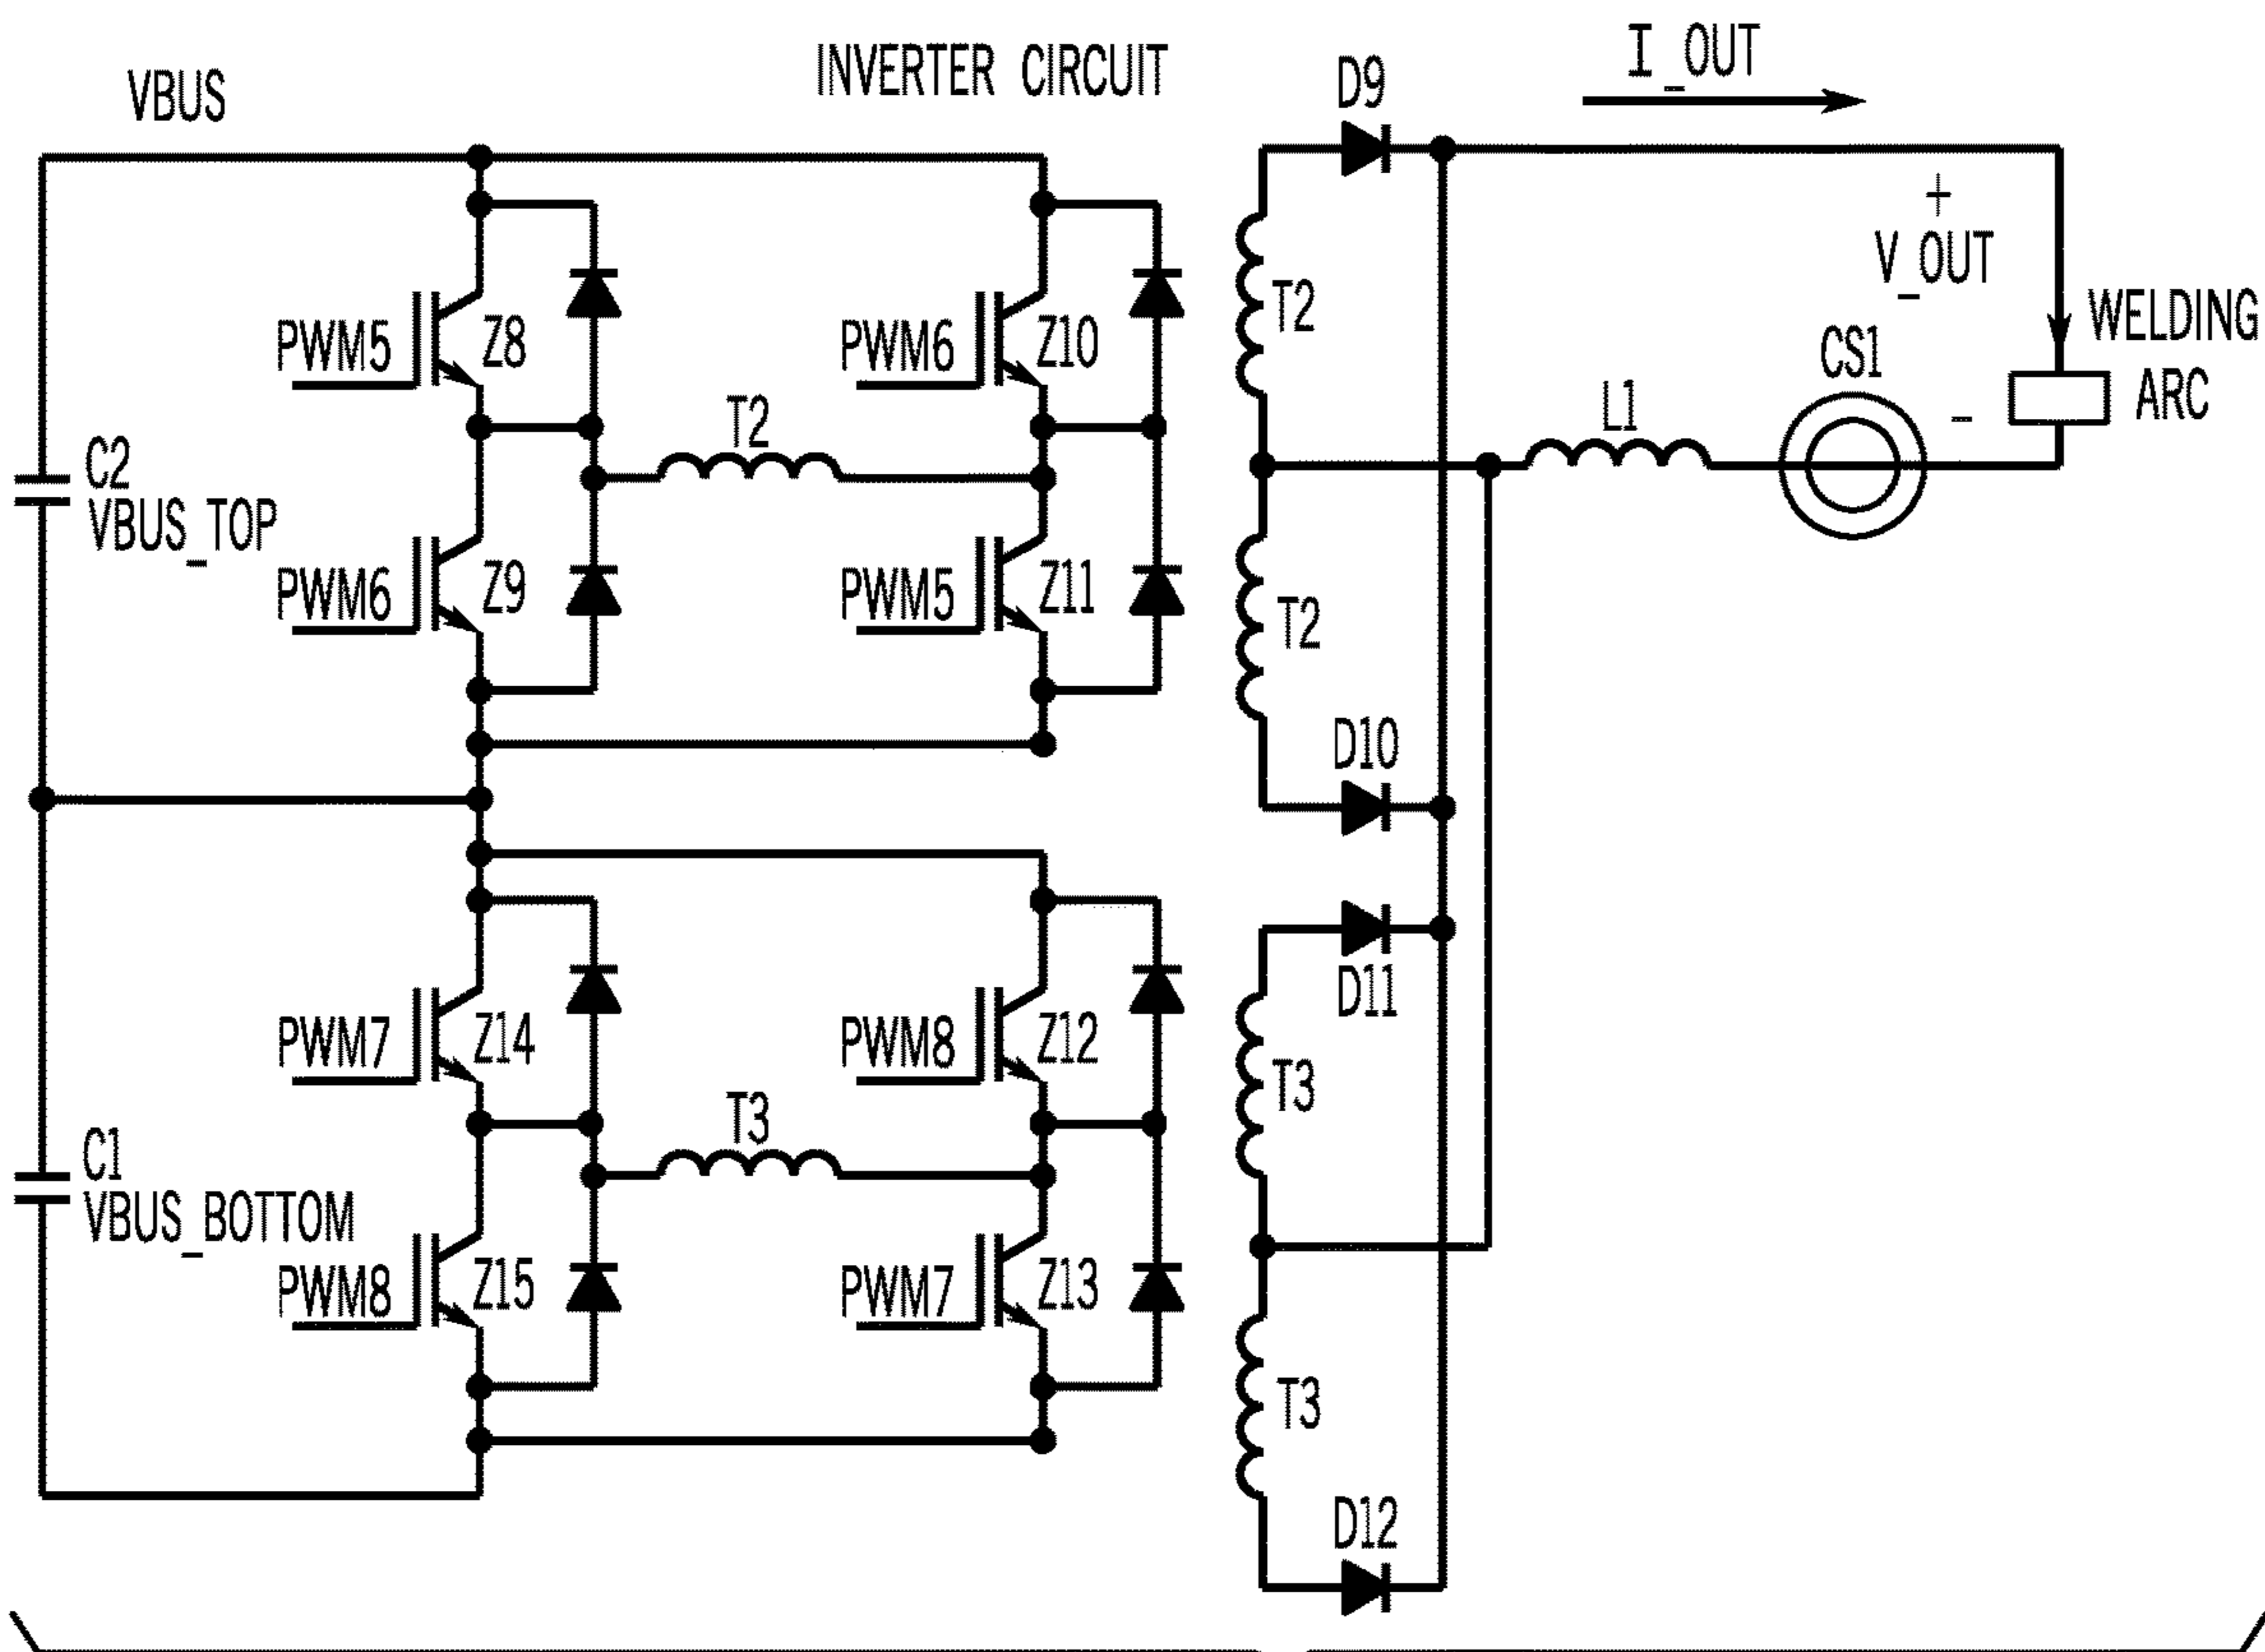 INVERTER CIRCUIT
VBUS
D9
I_OUT
+
V_OUT
-
WELDING
ARC
PWM5
Z8
PWM6
Z10
T2
T2
CS1
L1
C2
VBUS_TOP
PWM6
Z9
PWM5
Z11
T2
D10
D11
PWM7
Z14
PWM8
Z12
T3
T3
C1
VBUS_BOTTOM
PWM8
Z15
PWM7
Z13
T3
D12